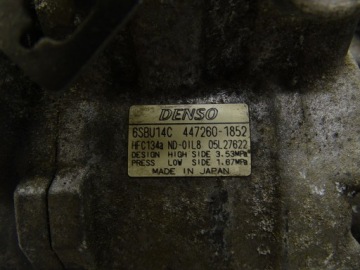 DENSO
6SBU14C 447260-1852
HFC134a ND-OIL8 05L27622
DESIGN HIGH SIDE 3.53MPa
PRESS LOW SIDE 1.67MPa
MADE IN JAPAN